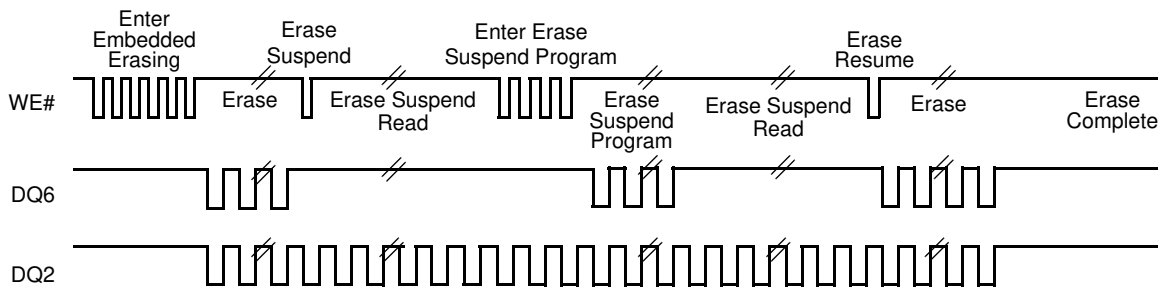 Enter
Embedded
Erasing
Erase
Suspend
Enter Erase
Suspend Program
Erase
Resume
WE#
Erase
Erase Suspend
Read
Erase
Suspend
Program
Erase Suspend
Read
Erase
Erase
Complete
DQ6
DQ2